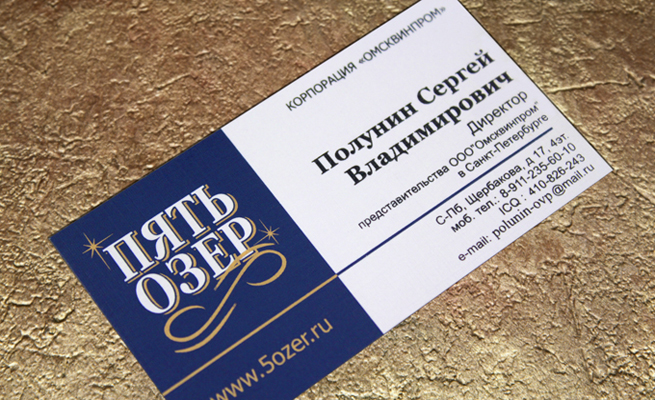 КОРПОРАЦИЯ «ОМСКВИНПРОМ»
Полунин Сергей
Владимирович
Директор
представительства ООО"Омсквинпром"
в Санкт-Петербурге
С-Пб, Щербакова, д 17, 4эт.
моб. тел.: 8-911-235-60-10
ICQ : 410-826-243
e-mail: polunin-ovp@mail.ru
ПЯТЬ
ОЗЕР
www.5ozer.ru